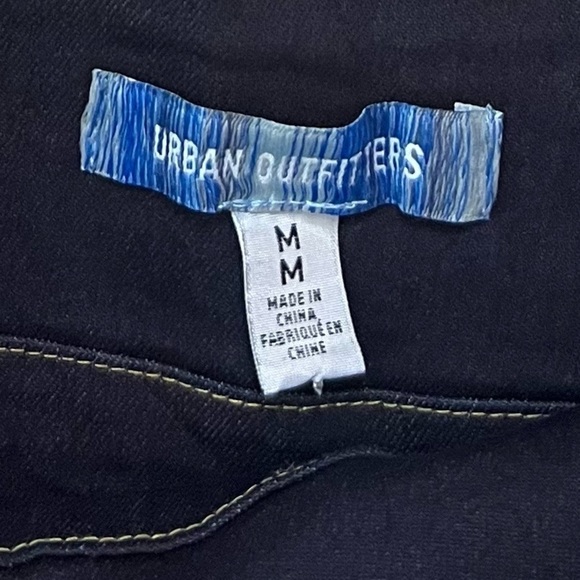 URBAN OUTFITTERS
M
M
MADE IN
CHINA
FABRIQUÉ EN
CHINE